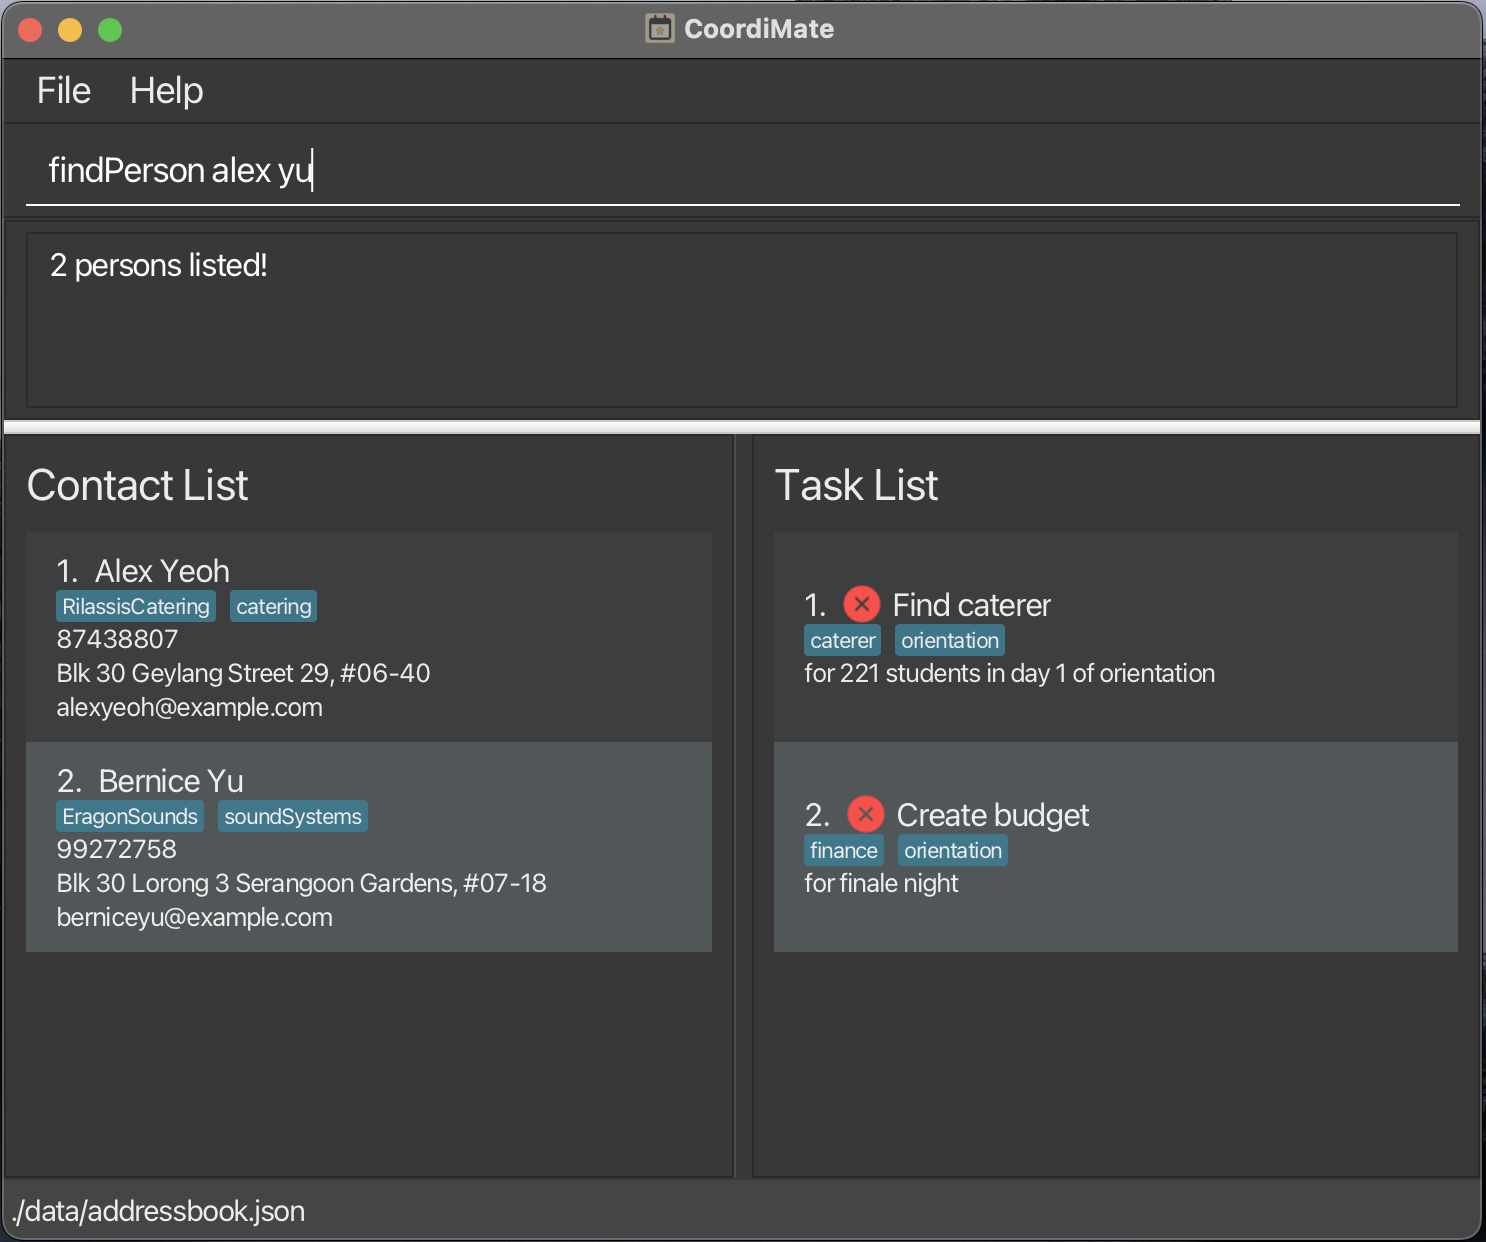 CoordiMate
File Help
findPerson alex yu
2 persons listed!
Contact List
1. Alex Yeoh
RilassisCatering catering
87438807
Blk 30 Geylang Street 29, #06-40
alexyeoh@example.com
2. Bernice Yu
EragonSounds soundSystems
99272758
Blk 30 Lorong 3 Serangoon Gardens, #07-18
berniceyu@example.com
Task List
1. Find caterer
caterer orientation
for 221 students in day 1 of orientation
2. Create budget
finance orientation
for finale night
./data/addressbook.json